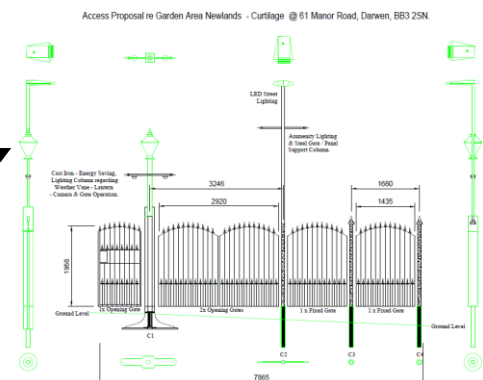 Access Proposal re Garden Area Newlands - Curtilage @ 61 Manor Road, Darwen, BB3 2SN.
LED Street
Lighting
Ammenity Lighting
& Steel Gate - Panel
Support Column.
Cast Iron - Energy Saving,
Lighting Column regarding
Weather Vane - Lantern
- Camara & Gate Operation.
3246
2920
1660
1435
1956
1x Opening Gate
2x Opening Gates
1 x Fixed Gate
1 x Fixed Gate
Ground Level
Ground Level
C1
C2
C3
C4
7865